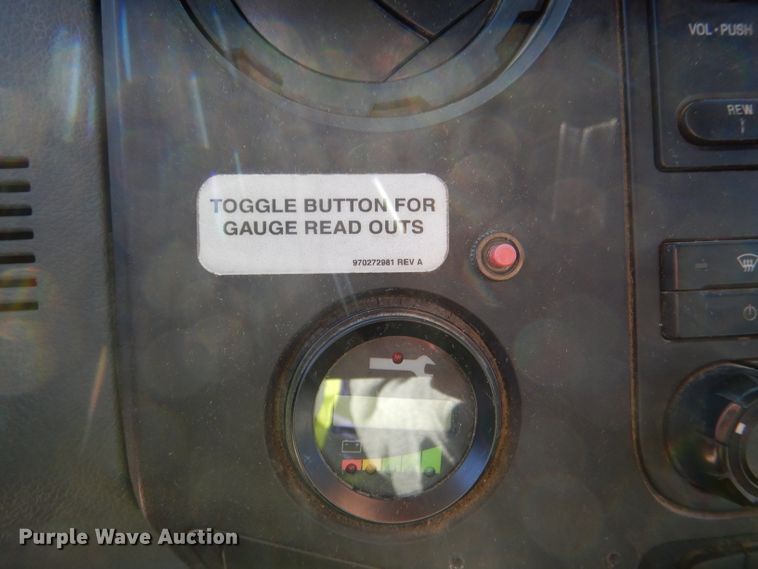 VOL • PUSH
REW
TOGGLE BUTTON FOR
GAUGE READ OUTS
970272981 REV A
Purple Wave Auction